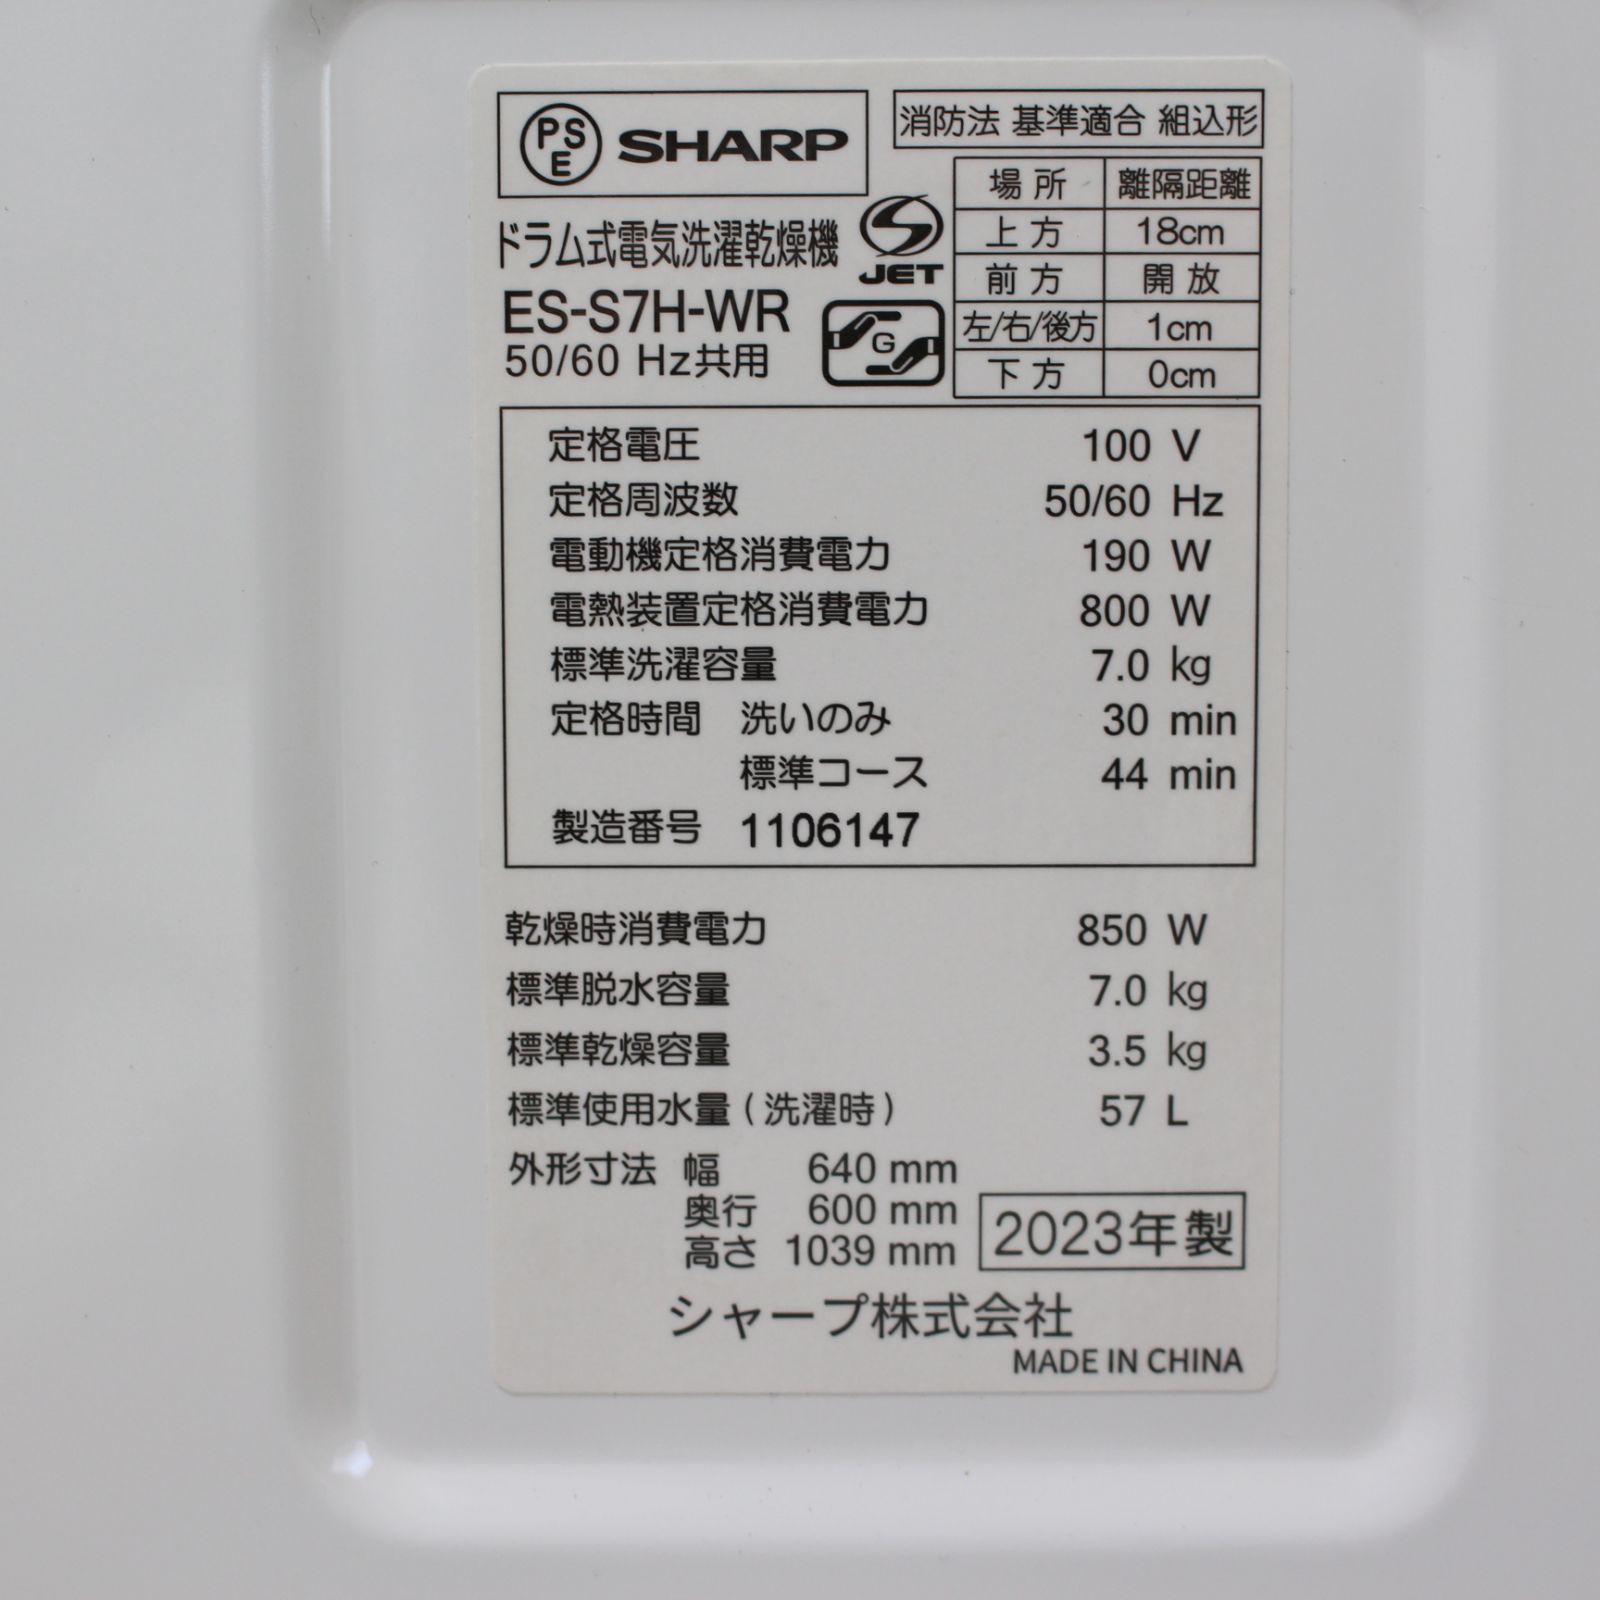 PSE SHARP
消防法 基準適合 組込形
場所 離隔距離
上方 18cm
前方 開放
左/右/後方 1cm
下方 0cm
ドラム式電気洗濯乾燥機
S JET
ES-S7H-WR
50/60 Hz共用
G
定格電圧 100 V
定格周波数 50/60 Hz
電動機定格消費電力 190 W
電熱装置定格消費電力 800 W
標準洗濯容量 7.0 kg
定格時間 洗いのみ 30 min
標準コース 44 min
製造番号 1106147
乾燥時消費電力 850 W
標準脱水容量 7.0 kg
標準乾燥容量 3.5 kg
標準使用水量(洗濯時) 57 L
外形寸法 幅 640 mm
奥行 600 mm
高さ 1039 mm
2023年製
シャープ株式会社
MADE IN CHINA